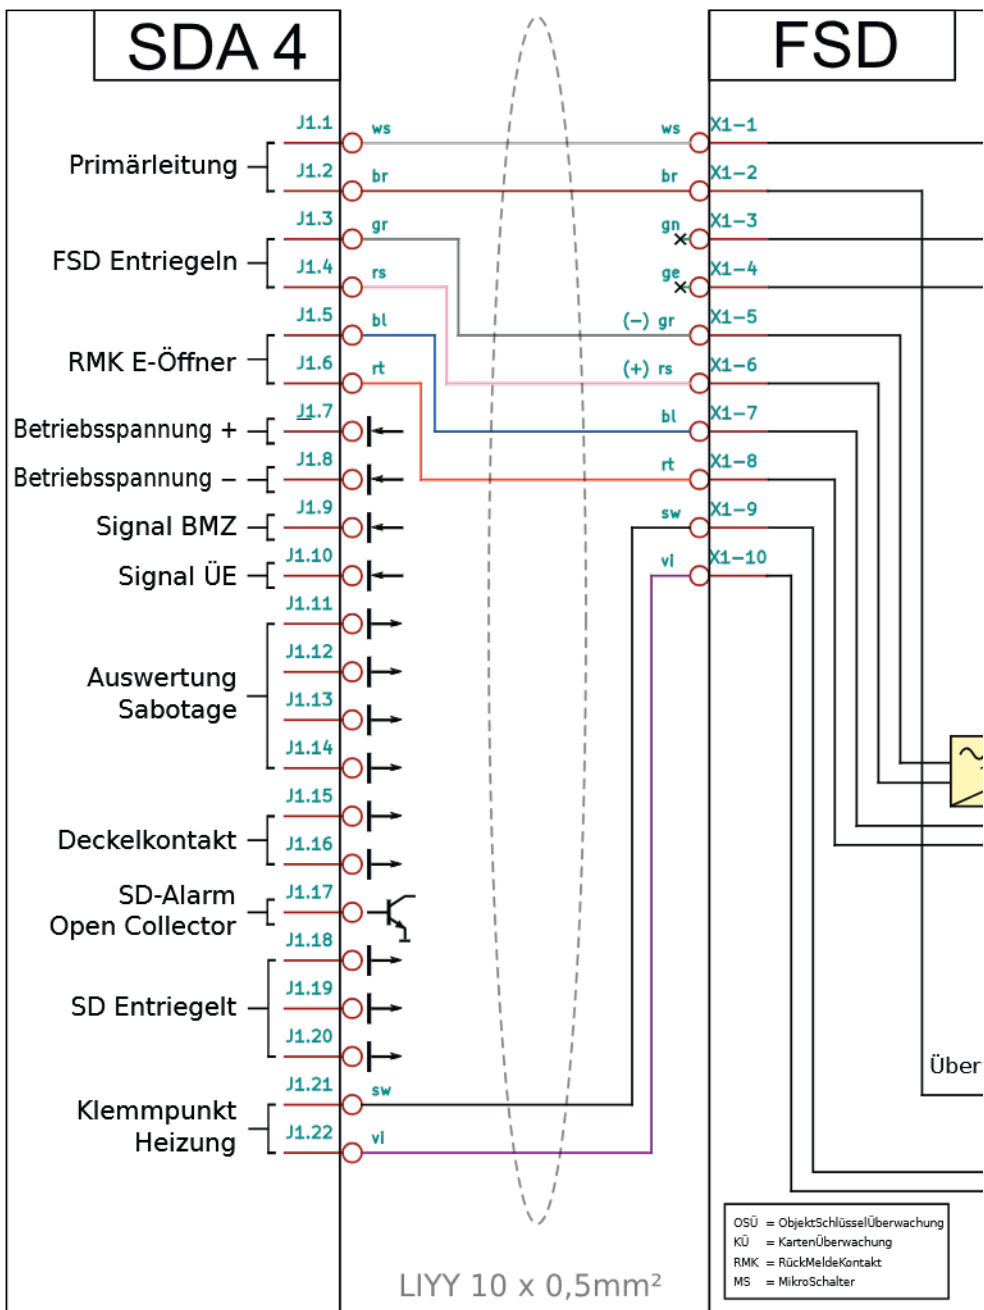 SDA 4
FSD
Primärleitung
J1.1 ws ws X1-1
J1.2 br br X1-2
FSD Entriegeln
J1.3 gr gn X1-3
J1.4 rs ge X1-4
RMK E-Öffner
J1.5 bl (-) gr X1-5
J1.6 rt (+) rs X1-6
Betriebsspannung +
J1.7 bl X1-7
Betriebsspannung -
J1.8 rt X1-8
Signal BMZ
J1.9 sw X1-9
Signal ÜE
J1.10 vi X1-10
J1.11
Auswertung
Sabotage
J1.12
J1.13
J1.14
Deckelkontakt
J1.15
J1.16
SD-Alarm
Open Collector
J1.17
SD Entriegelt
J1.18
J1.19
J1.20
Über
Klemmpunkt
Heizung
J1.21 sw
J1.22 vi
OSÜ = ObjektSchlüsselÜberwachung
KÜ = KartenÜberwachung
RMK = RückMeldeKontakt
MS = MikroSchalter
LIYY 10 x 0,5mm²